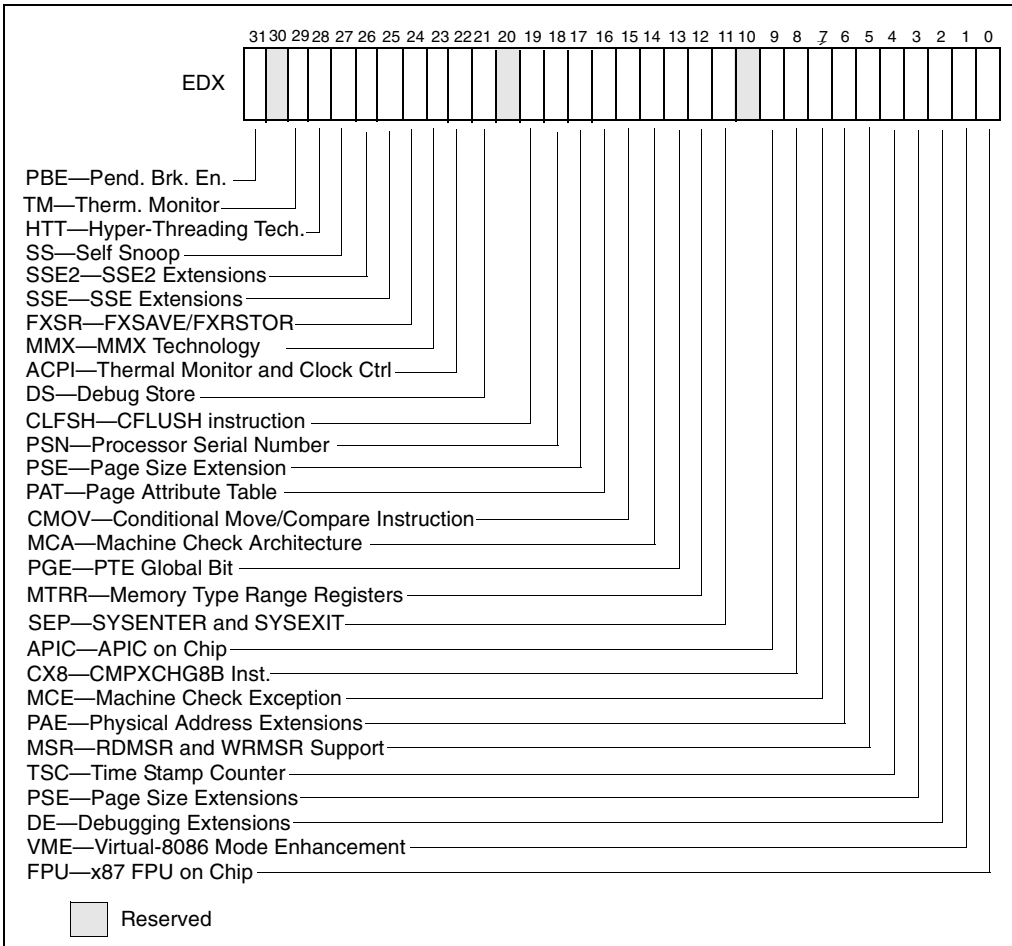 31 30 29 28 27 26 25 24 23 22 21 20 19 18 17 16 15 14 13 12 11 10 9 8 7 6 5 4 3 2 1 0
EDX
PBE—Pend. Brk. En.
TM—Therm. Monitor
HTT—Hyper-Threading Tech.
SS—Self Snoop
SSE2—SSE2 Extensions
SSE—SSE Extensions
FXSR—FXSAVE/FXRSTOR
MMX—MMX Technology
ACPI—Thermal Monitor and Clock Ctrl
DS—Debug Store
CLFSH—CFLUSH instruction
PSN—Processor Serial Number
PSE—Page Size Extension
PAT—Page Attribute Table
CMOV—Conditional Move/Compare Instruction
MCA—Machine Check Architecture
PGE—PTE Global Bit
MTRR—Memory Type Range Registers
SEP—SYSENTER and SYSEXIT
APIC—APIC on Chip
CX8—CMPXCHG8B Inst.
MCE—Machine Check Exception
PAE—Physical Address Extensions
MSR—RDMSR and WRMSR Support
TSC—Time Stamp Counter
PSE—Page Size Extensions
DE—Debugging Extensions
VME—Virtual-8086 Mode Enhancement
FPU—x87 FPU on Chip
Reserved